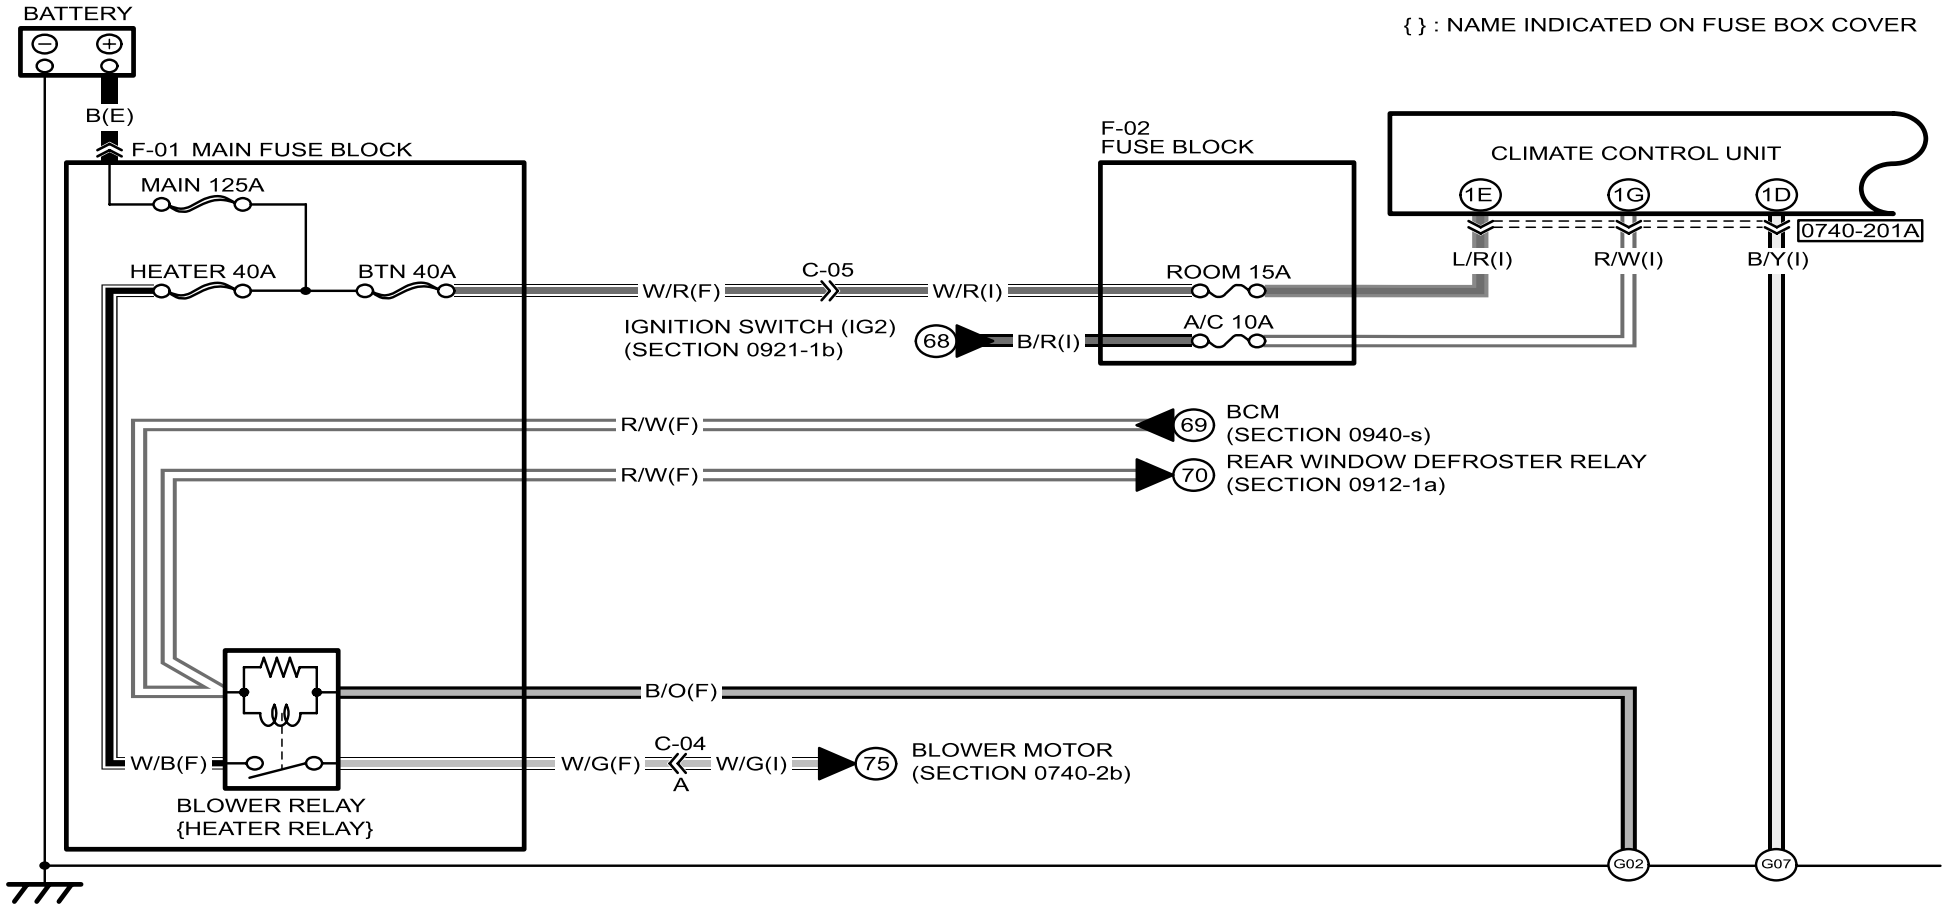 BATTERY
{ } : NAME INDICATED ON FUSE BOX COVER
− +
B(E)
F-01 MAIN FUSE BLOCK
MAIN 125A
HEATER 40A
BTN 40A
W/R(F)
C-05
W/R(I)
F-02
FUSE BLOCK
ROOM 15A
A/C 10A
IGNITION SWITCH (IG2)
(SECTION 0921-1b)
68
B/R(I)
CLIMATE CONTROL UNIT
1E 1G 1D
0740-201A
L/R(I) R/W(I) B/Y(I)
R/W(F)
69
BCM
(SECTION 0940-s)
R/W(F)
70
REAR WINDOW DEFROSTER RELAY
(SECTION 0912-1a)
B/O(F)
W/B(F)
BLOWER RELAY
{HEATER RELAY}
W/G(F)
C-04
A
W/G(I)
75
BLOWER MOTOR
(SECTION 0740-2b)
G02 G07